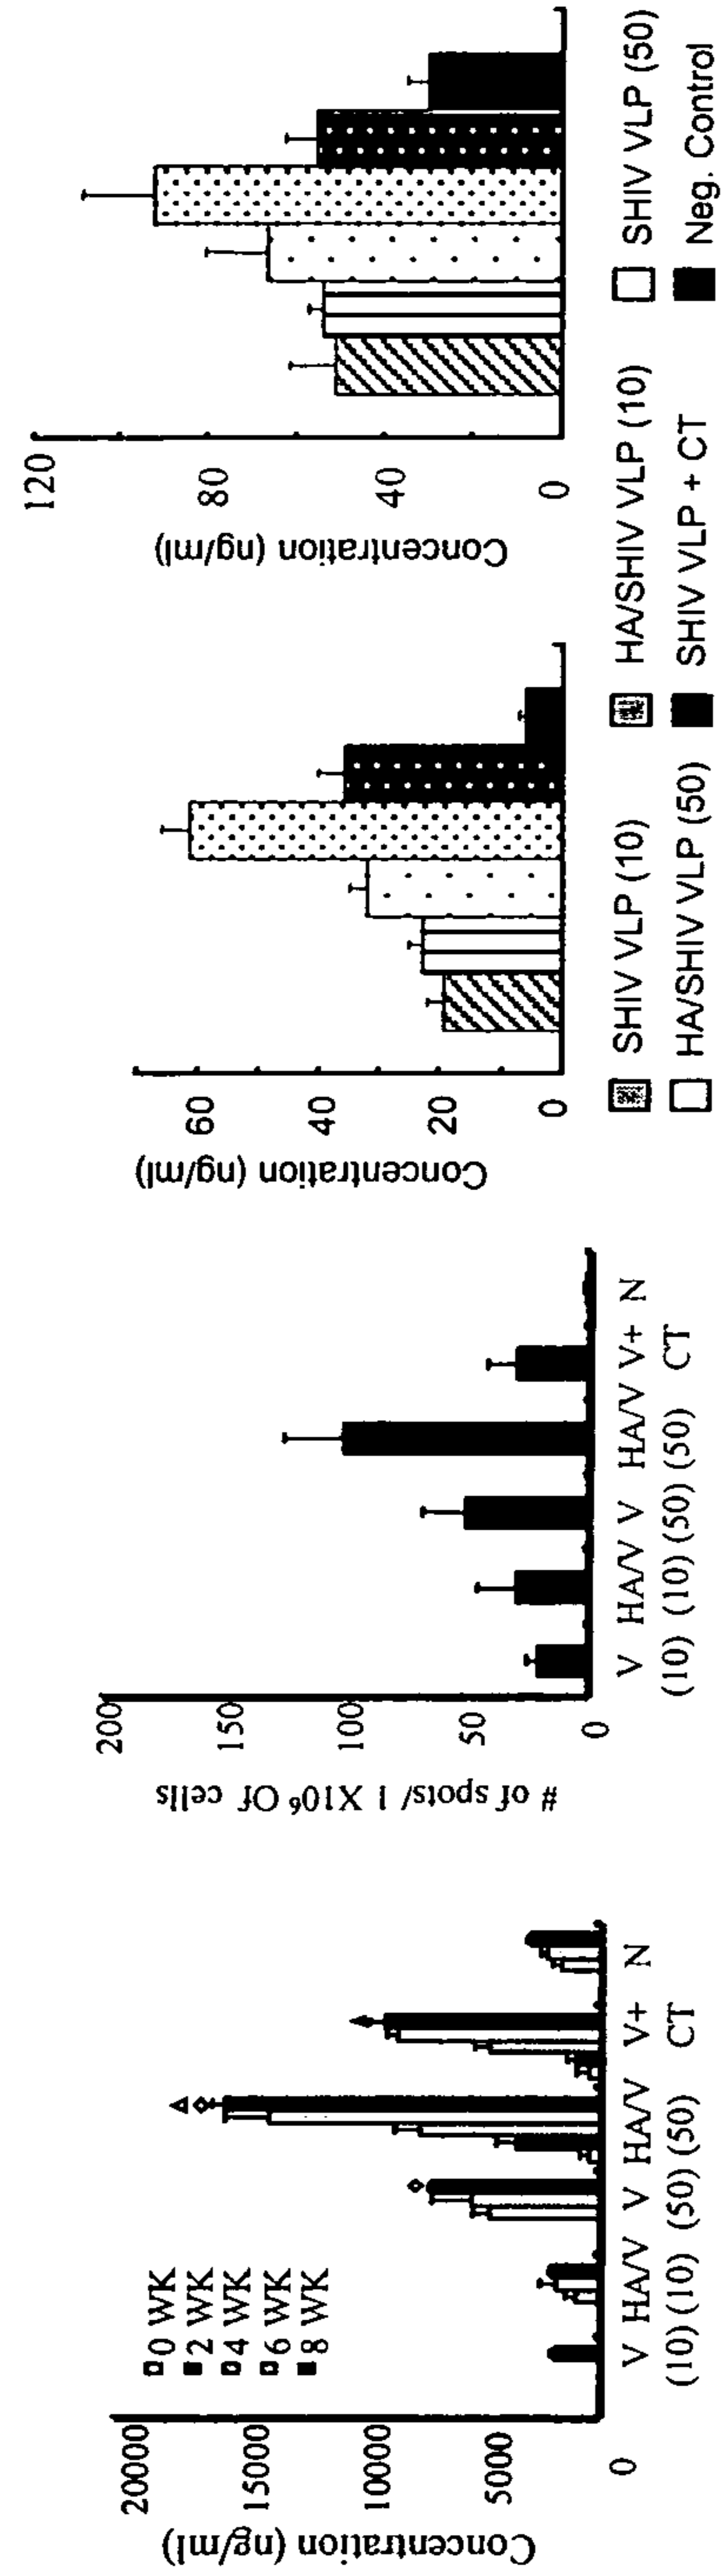 Concentration (ng/ml)
20000
15000
10000
5000
0
0 WK
2 WK
4 WK
6 WK
8 WK
V HA/V V HA/V V+ N
(10) (10) (50) (50) CT
# of spots/ 1 X10⁶ Of cells
200
150
100
50
0
V HA/V V HA/V V+ N
(10) (10) (50) (50) CT
Concentration (ng/ml)
60
40
20
0
Concentration (ng/ml)
120
80
40
0
SHIV VLP (10) HA/SHIV VLP (10) SHIV VLP (50)
HA/SHIV VLP (50) SHIV VLP + CT Neg. Control